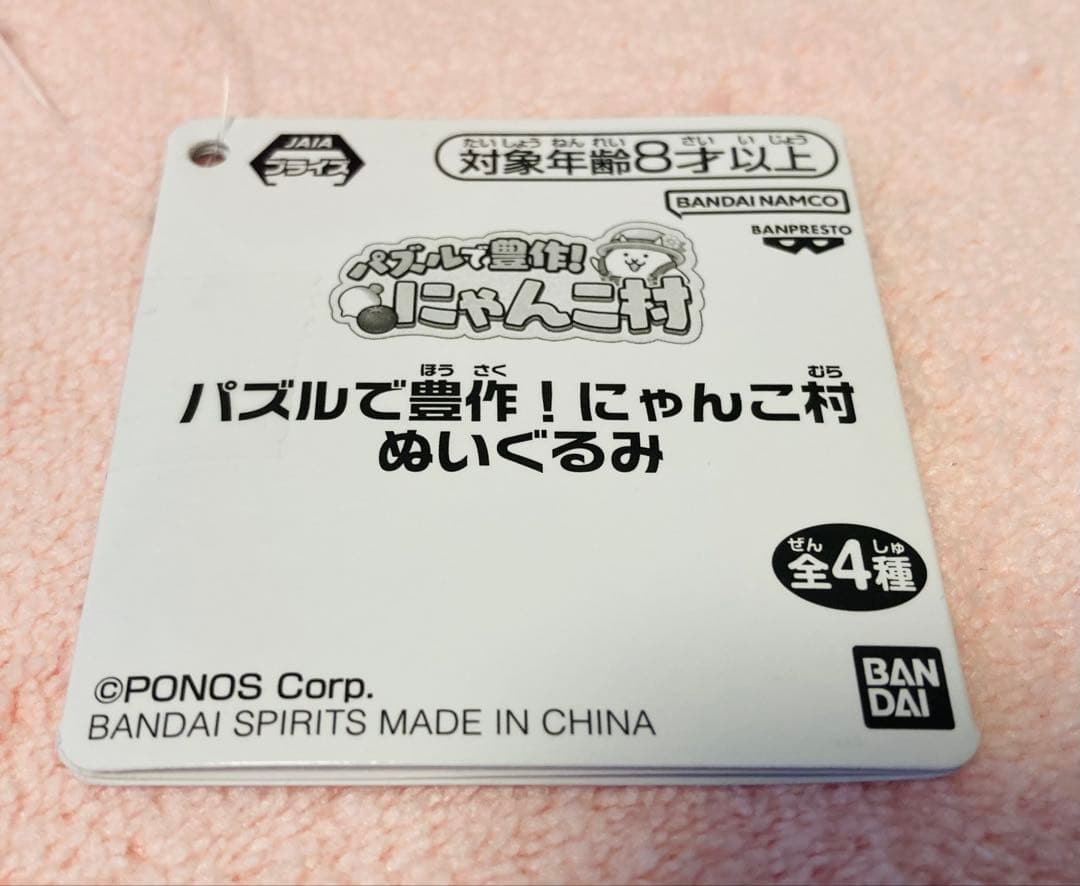 JAIA
プライズ
たいしょうねんれい さいいじょう
対象年齢8才以上
BANDAI NAMCO
BANPRESTO
パズルで豊作!
にゃんこ村
ほうさく むら
パズルで豊作!にゃんこ村
ぬいぐるみ
ぜん しゅ
全4種
©PONOS Corp.
BANDAI SPIRITS MADE IN CHINA
BAN
DAI